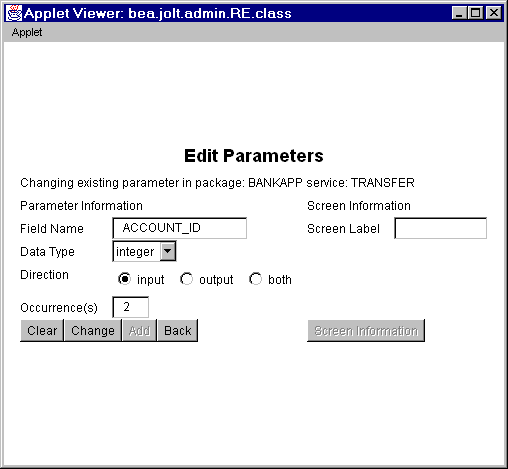 Applet Viewer: bea.jolt.admin.RE.class
Applet
Edit Parameters
Changing existing parameter in package: BANKAPP service: TRANSFER
Parameter Information Screen Information
Field Name ACCOUNT_ID Screen Label
Data Type integer
Direction input output both
Occurrence(s) 2
Clear Change Add Back Screen Information